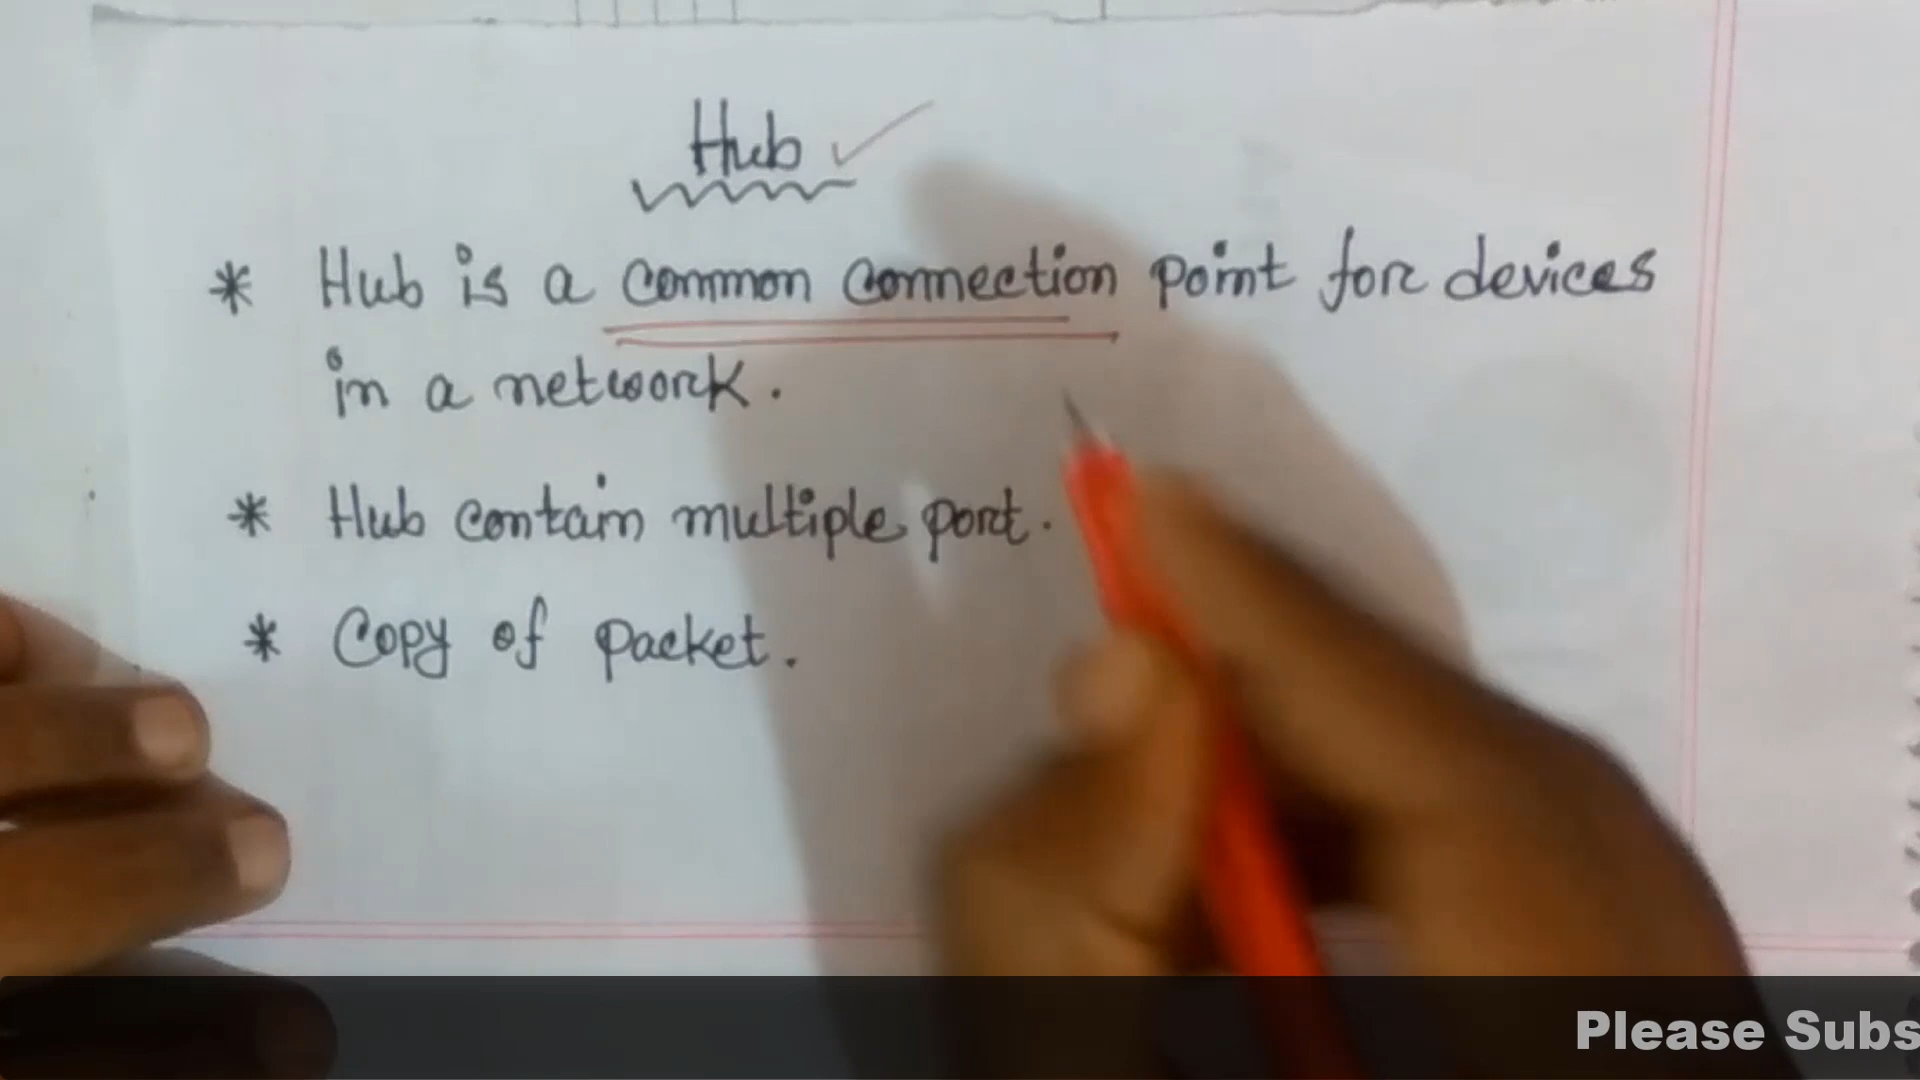 Hub
* Hub is a common connection point for devices
in a network.
* Hub contain multiple port.
* Copy of packet.
Please Subs